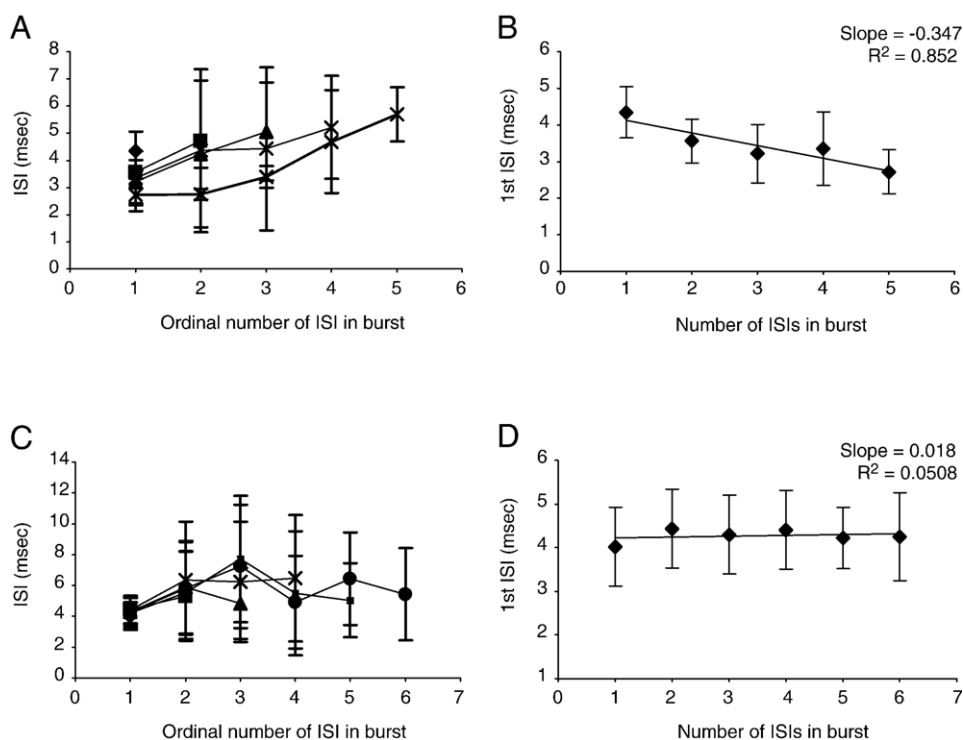 A
8
7
6
5
4
3
2
1
0
ISI (msec)
0 1 2 3 4 5 6
Ordinal number of ISI in burst
B
Slope = -0.347
R² = 0.852
6
5
4
3
2
1
0
1st ISI (msec)
0 1 2 3 4 5 6
Number of ISIs in burst
C
14
12
10
8
6
4
2
0
ISI (msec)
0 1 2 3 4 5 6 7
Ordinal number of ISI in burst
D
Slope = 0.018
R² = 0.0508
6
5
4
3
2
1
1st ISI (msec)
0 1 2 3 4 5 6 7
Number of ISIs in burst